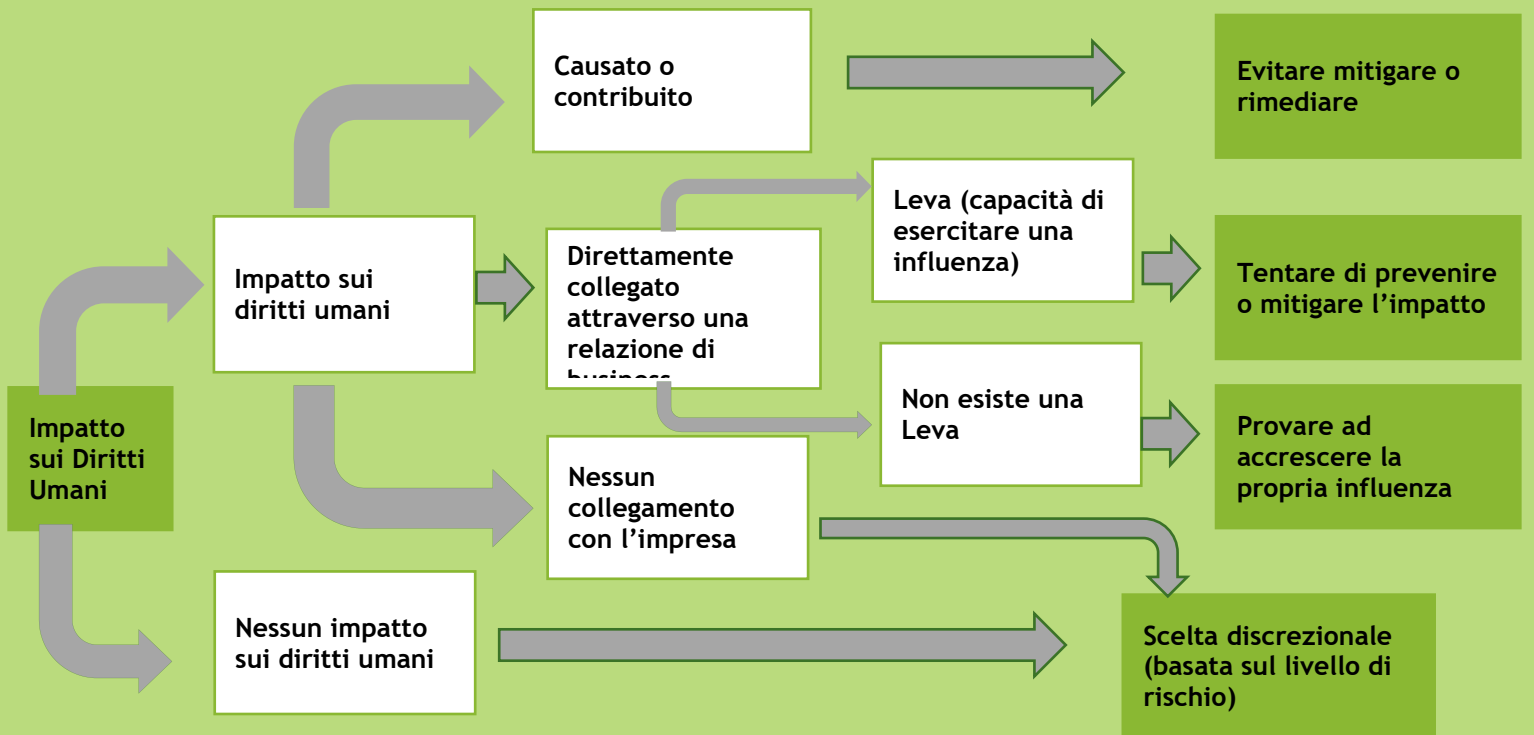 Causato o
contribuito
Evitare mitigare o
rimediare
Leva (capacità di
esercitare una
influenza)
Impatto sui
diritti umani
Direttamente
collegato
attraverso una
relazione di
business
Tentare di prevenire
o mitigare l’impatto
Non esiste una
Leva
Provare ad
accrescere la
propria influenza
Impatto
sui Diritti
Umani
Nessun
collegamento
con l’impresa
Nessun impatto
sui diritti umani
Scelta discrezionale
(basata sul livello di
rischio)